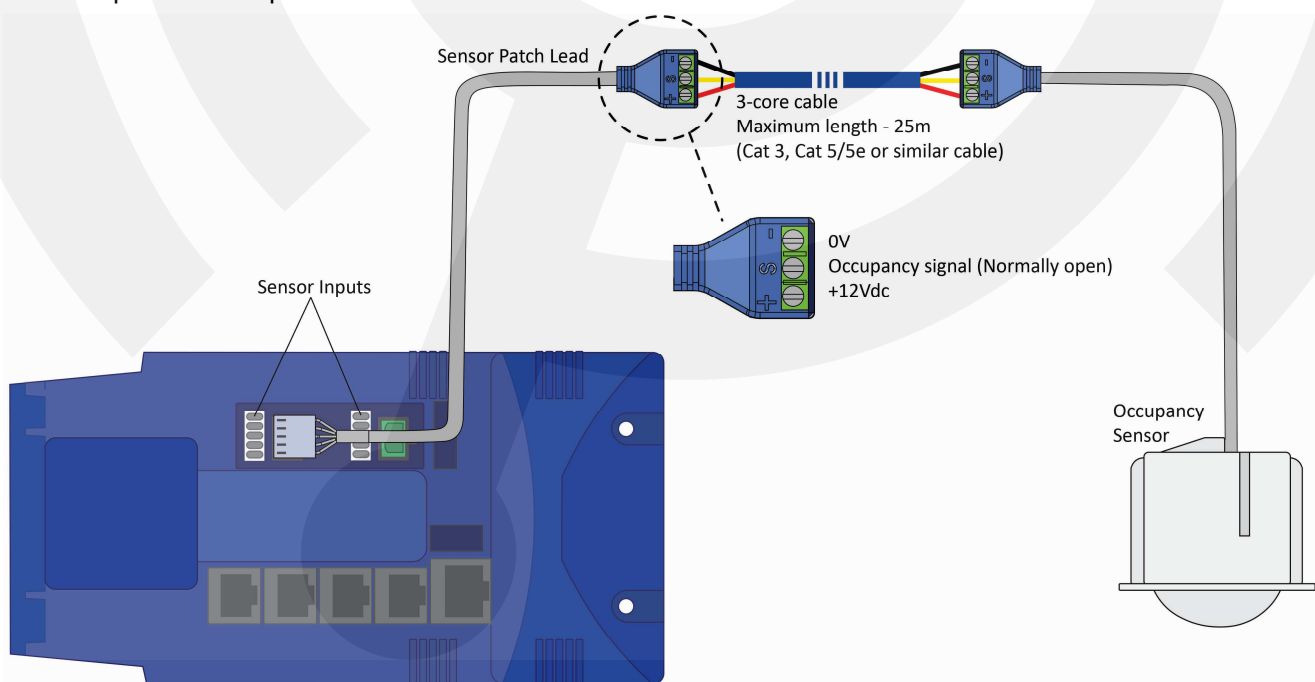 Sensor Patch Lead
-
S
+
-
S
+
3-core cable
Maximum length - 25m
(Cat 3, Cat 5/5e or similar cable)
-
S
+
0V
Occupancy signal (Normally open)
+12Vdc
Sensor Inputs
Occupancy
Sensor